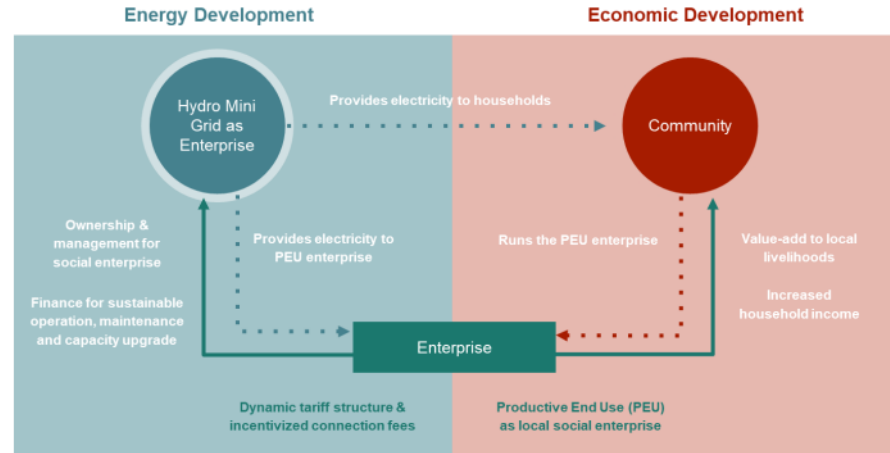 Energy Development
Economic Development
Hydro Mini
Grid as
Enterprise
Provides electricity to households
Community
Ownership &
management for
social enterprise
Provides electricity to
PEU enterprise
Runs the PEU enterprise
Value-add to local
livelihoods
Finance for sustainable
operation, maintenance
and capacity upgrade
Increased
household income
Enterprise
Dynamic tariff structure &
incentivized connection fees
Productive End Use (PEU)
as local social enterprise